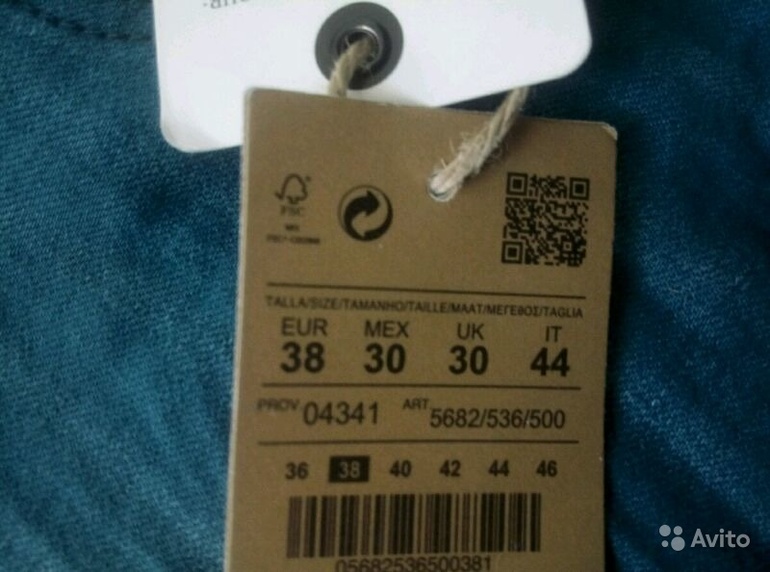 FSC
TALLA/SIZE/TAMANHO/TAILLE/MAAT/ΜΕΓΕΘΟΣ/TAGLIA
EUR MEX UK IT
38 30 30 44
PROV 04341 ART 5682/536/500
36 38 40 42 44 46
05682536500381
Avito